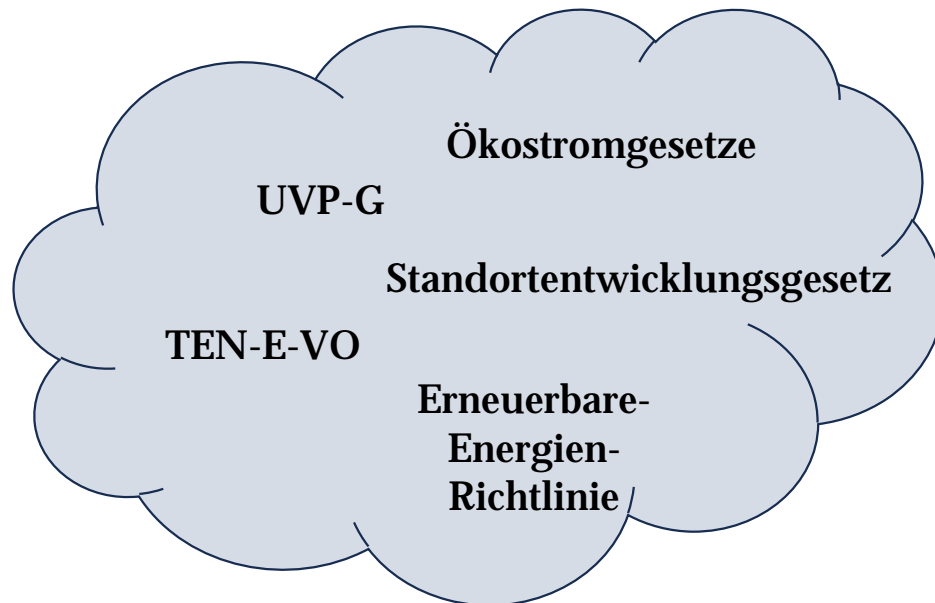 Ökostromgesetze
UVP-G
Standortentwicklungsgesetz
TEN-E-VO
Erneuerbare-
Energien-
Richtlinie